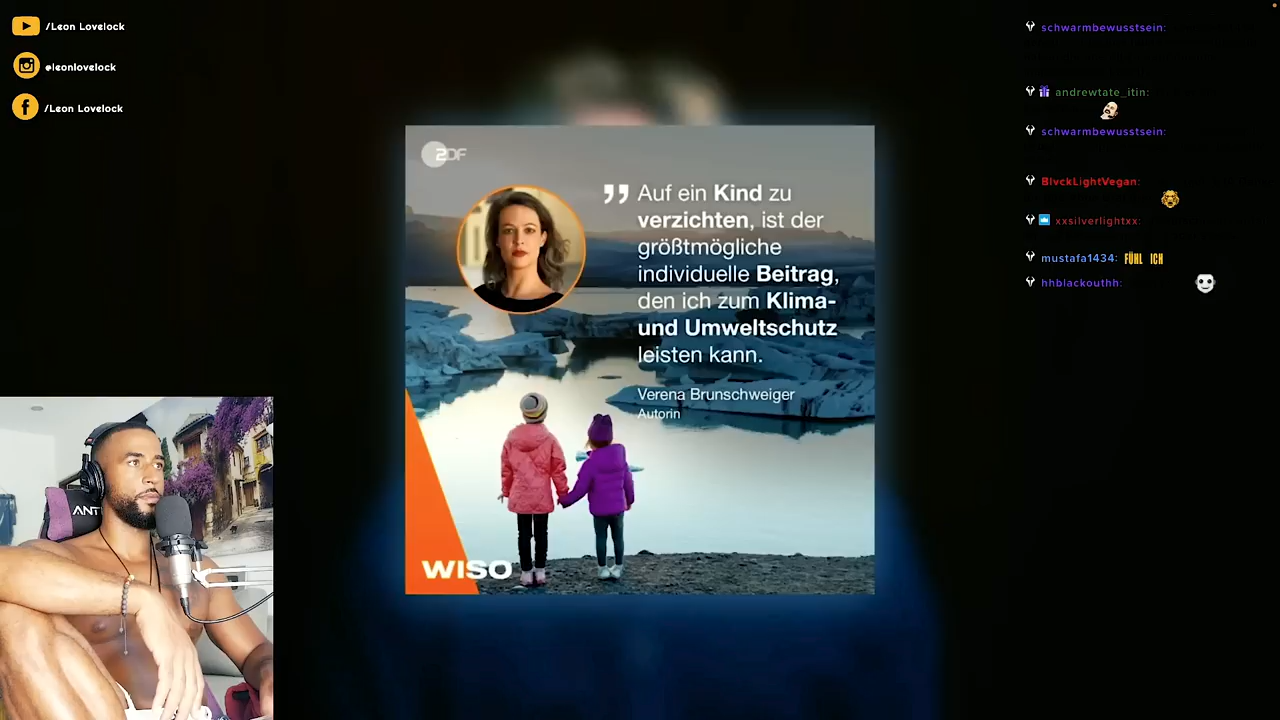 /Leon Lovelock
@leonlovelock
/Leon Lovelock
ZDF
Auf ein Kind zu
verzichten, ist der
größtmögliche
individuelle Beitrag,
den ich zum Klima-
und Umweltschutz
leisten kann.
Verena Brunschweiger
Autorin
WISO
ANT
schwarmbewusstsein:
andrewtate_itin:
schwarmbewusstsein:
BlvckLightVegan:
xxsilverlightxx:
mustafa1434: FÜHL ICH
hhblackouthh: